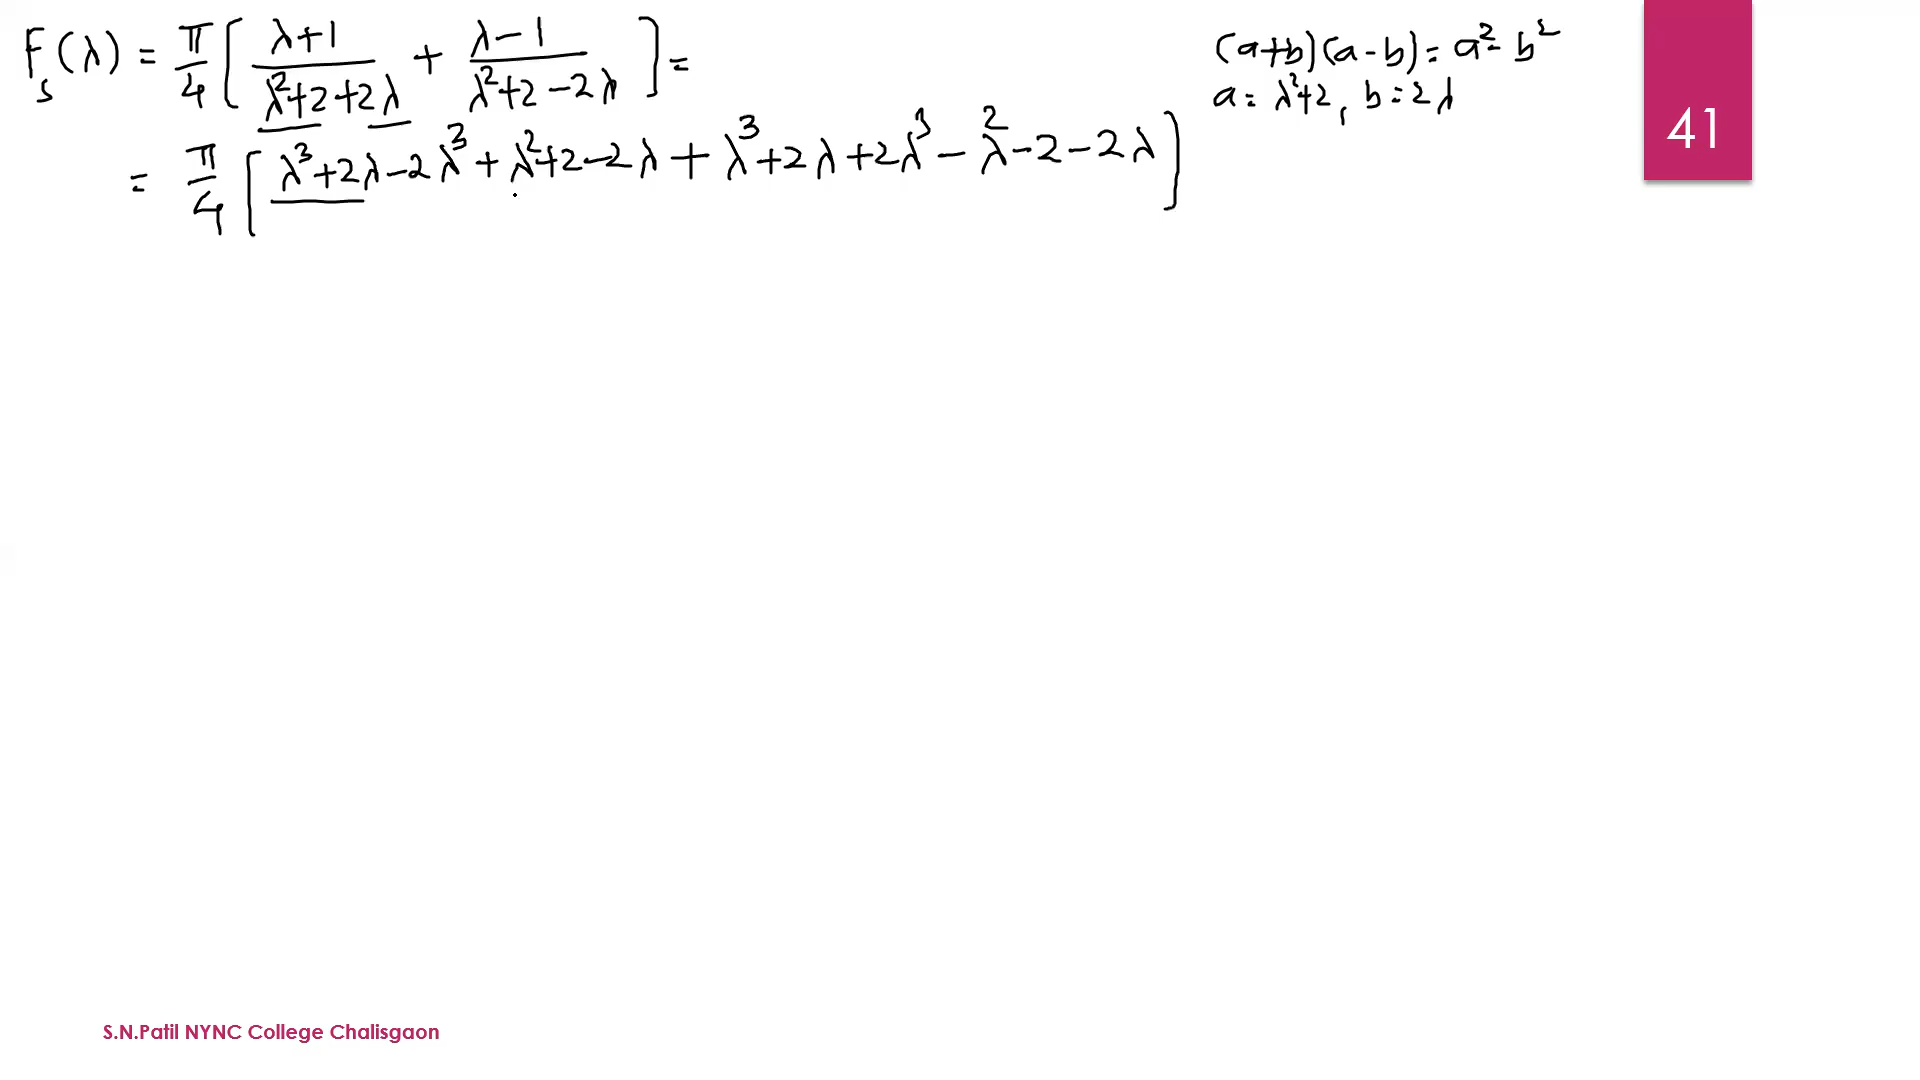 F_s(λ) = π/4 [ (λ+1)/(λ²+2+2λ) + (λ-1)/(λ²+2-2λ) ] =
(a+b)(a-b) = a²-b²
a = λ²+2, b = 2λ
= π/4 [ λ³+2λ-2λ³+λ²+2-2λ+λ³+2λ+2λ³-λ²-2-2λ ]
41
S.N.Patil NYNC College Chalisgaon